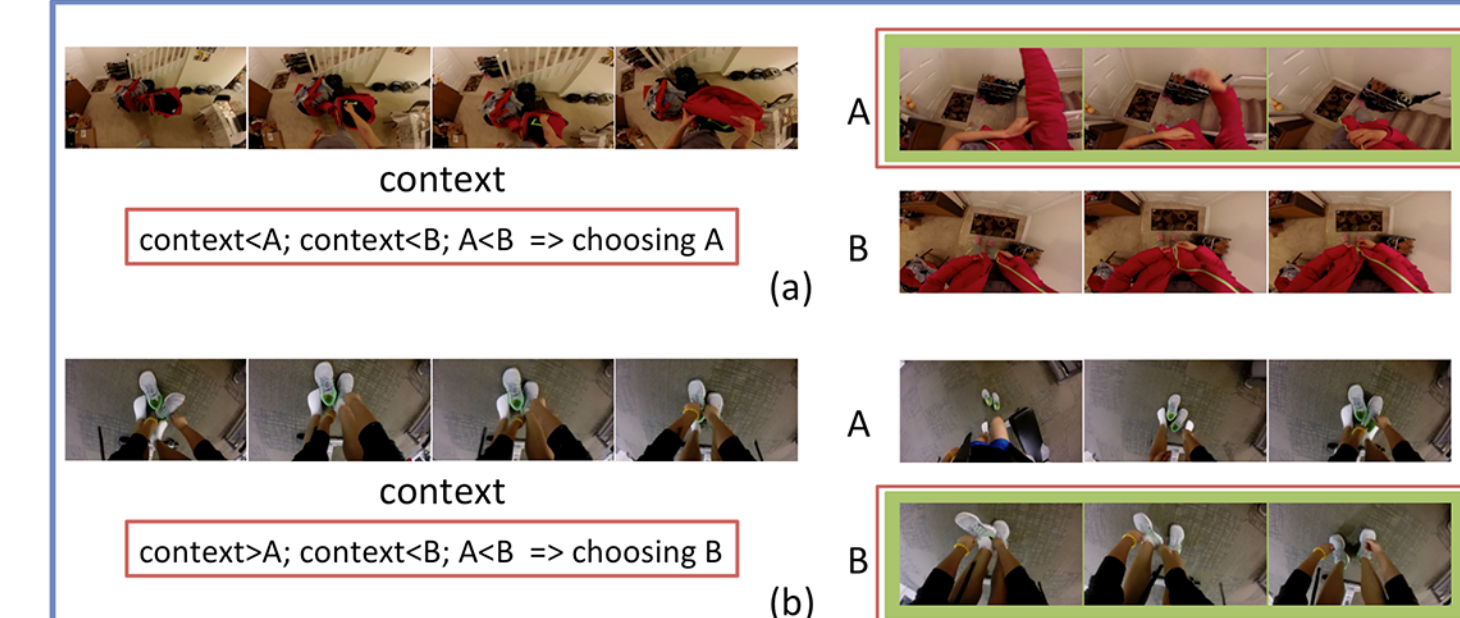 A
context
context<A; context<B; A<B => choosing A
B
(a)
A
context
context>A; context<B; A<B => choosing B
B
(b)